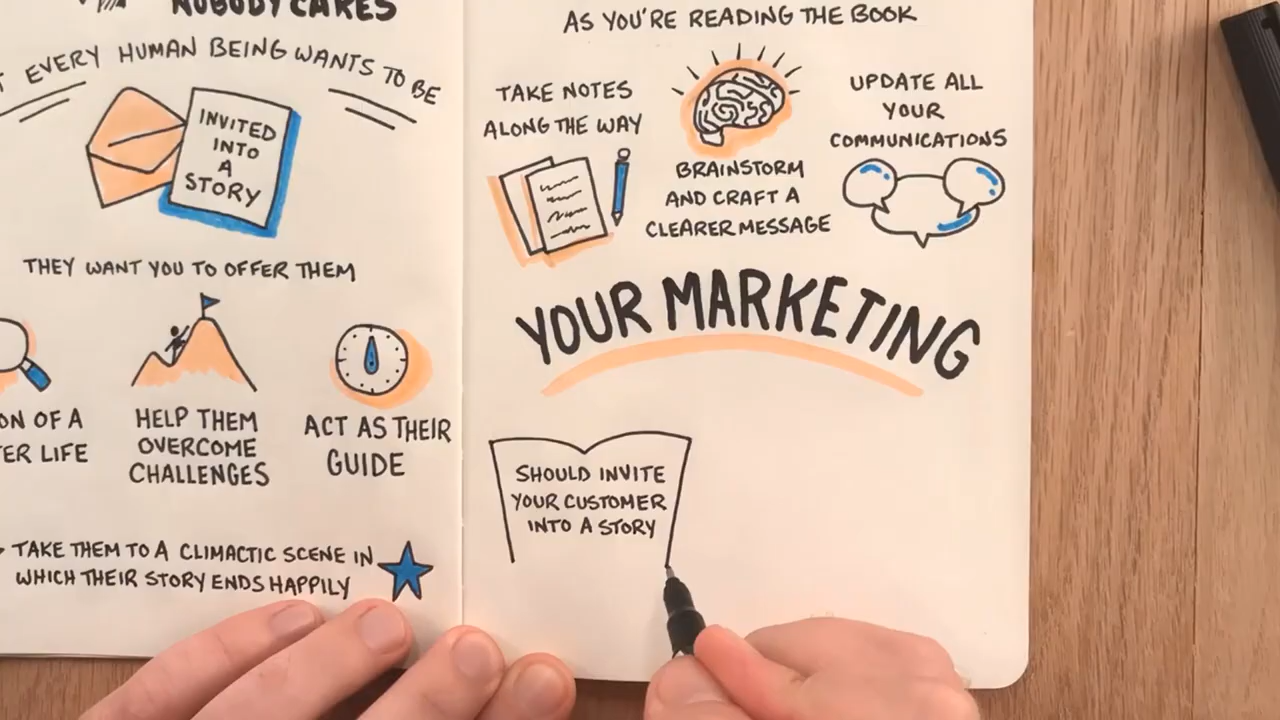 NOBODY CARES
EVERY HUMAN BEING WANTS TO BE
INVITED
INTO
A
STORY
THEY WANT YOU TO OFFER THEM
OF A
LIFE
HELP THEM
OVERCOME
CHALLENGES
ACT AS THEIR
GUIDE
TAKE THEM TO A CLIMACTIC SCENE IN
WHICH THEIR STORY ENDS HAPPILY
AS YOU'RE READING THE BOOK
TAKE NOTES
ALONG THE WAY
BRAINSTORM
AND CRAFT A
CLEARER MESSAGE
UPDATE ALL
YOUR
COMMUNICATIONS
YOUR MARKETING
SHOULD INVITE
YOUR CUSTOMER
INTO A STORY